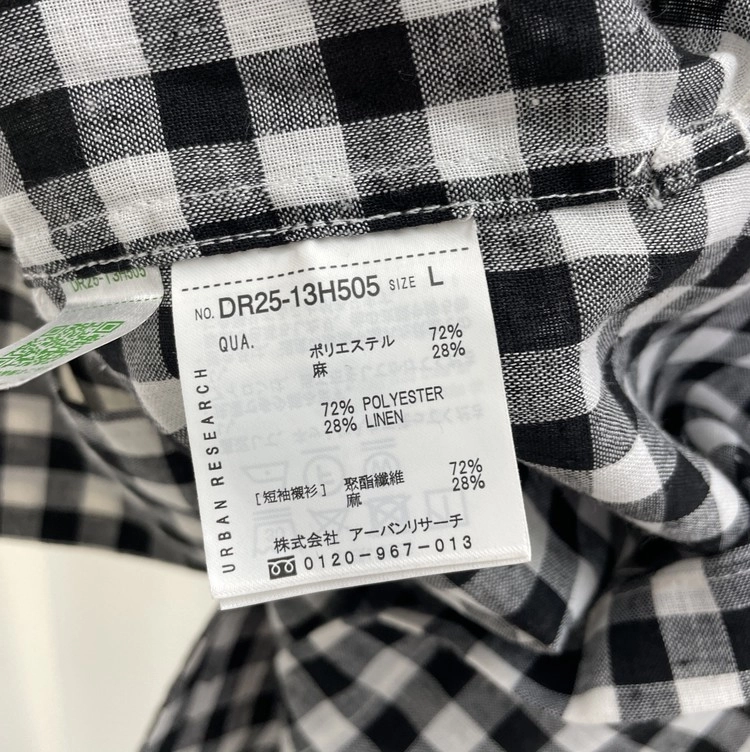 DR25-13H505
NO. DR25-13H505 SIZE L
QUA.
ポリエステル 72%
麻 28%
72% POLYESTER
28% LINEN
[短袖襯衫] 聚酯纖維 72%
麻 28%
株式会社 アーバンリサーチ
0120-967-013
URBAN RESEARCH